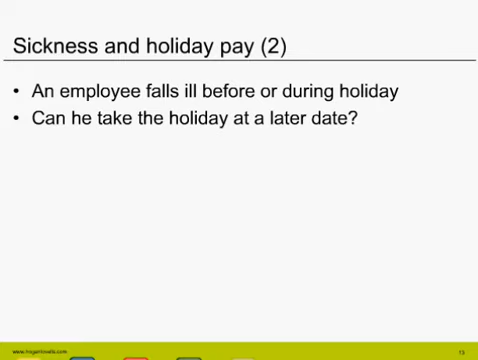 Sickness and holiday pay (2)
• An employee falls ill before or during holiday
• Can he take the holiday at a later date?
13